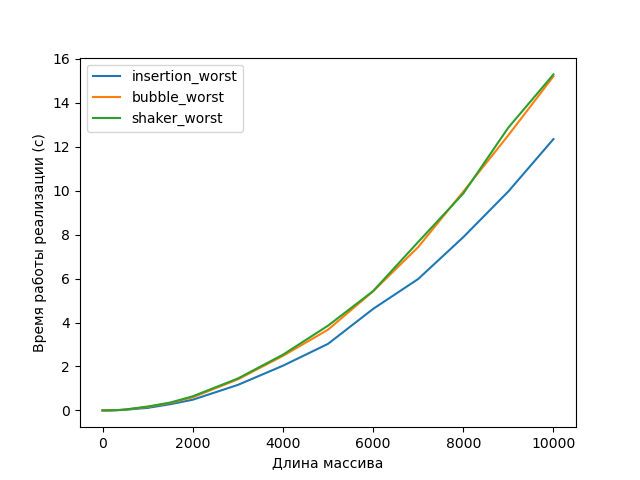 16
14
12
10
8
6
4
2
0
Время работы реализации (с)
insertion_worst
bubble_worst
shaker_worst
0 2000 4000 6000 8000 10000
Длина массива